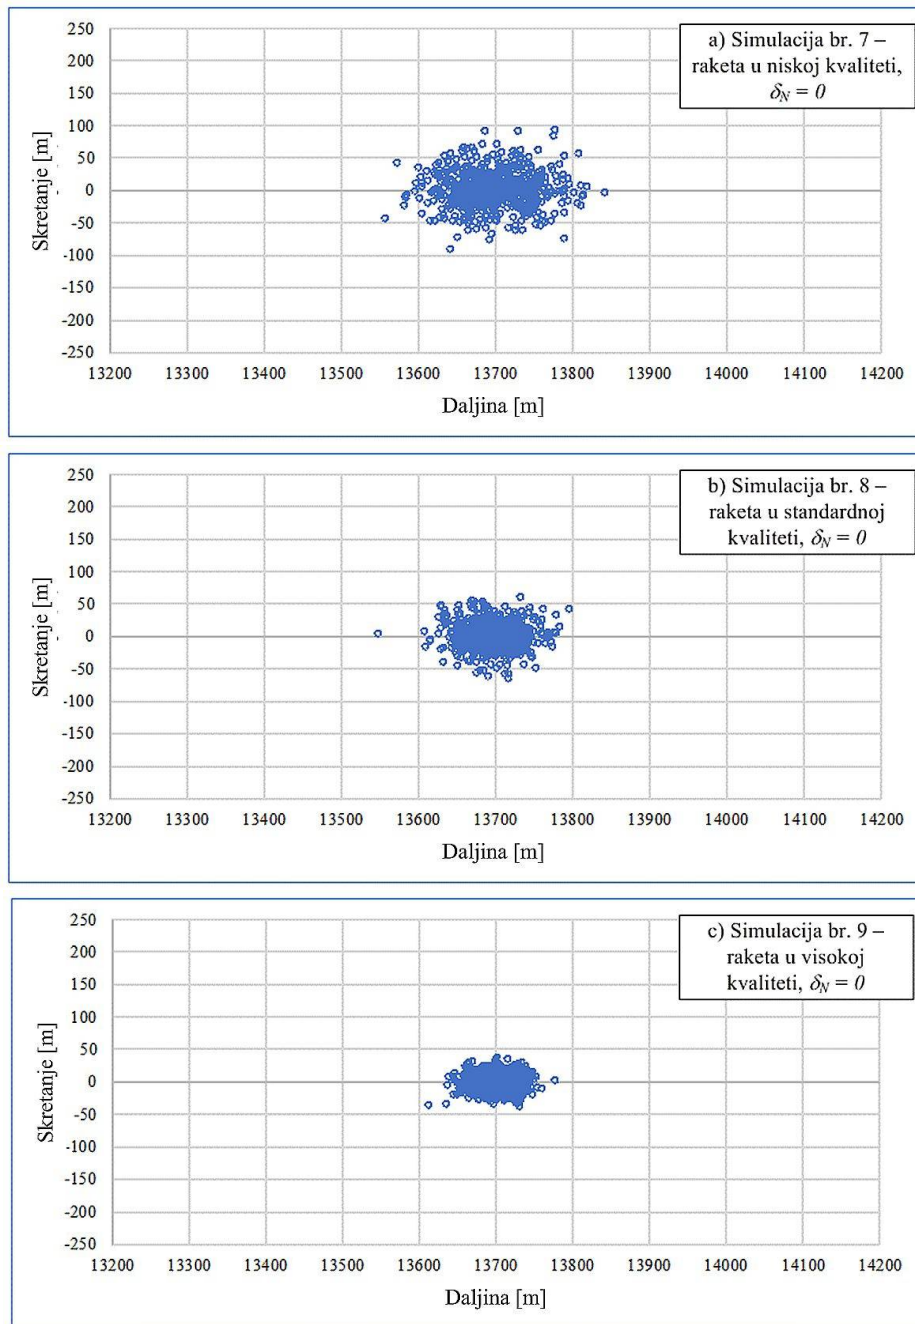 250
200
150
100
50
0
-50
-100
-150
-200
-250
Skretanje [m]
a) Simulacija br. 7 –
raketa u niskoj kvaliteti,
δN = 0
13200 13300 13400 13500 13600 13700 13800 13900 14000 14100 14200
Daljina [m]
250
200
150
100
50
0
-50
-100
-150
-200
-250
Skretanje [m]
b) Simulacija br. 8 –
raketa u standardnoj
kvaliteti, δN = 0
13200 13300 13400 13500 13600 13700 13800 13900 14000 14100 14200
Daljina [m]
250
200
150
100
50
0
-50
-100
-150
-200
-250
Skretanje [m]
c) Simulacija br. 9 –
raketa u visokoj
kvaliteti, δN = 0
13200 13300 13400 13500 13600 13700 13800 13900 14000 14100 14200
Daljina [m]